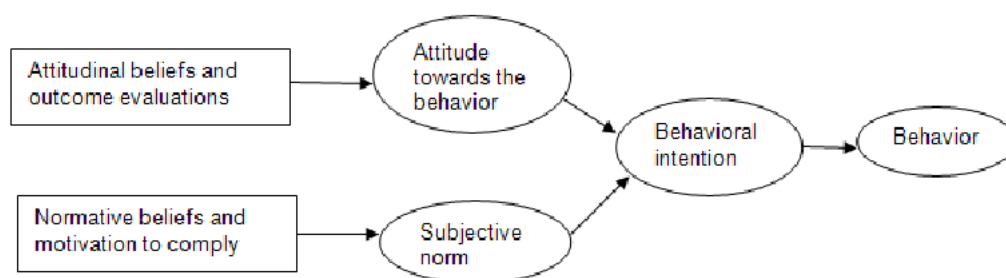 Attitudinal beliefs and
outcome evaluations
Attitude
towards the
behavior
Behavioral
intention
Behavior
Normative beliefs and
motivation to comply
Subjective
norm